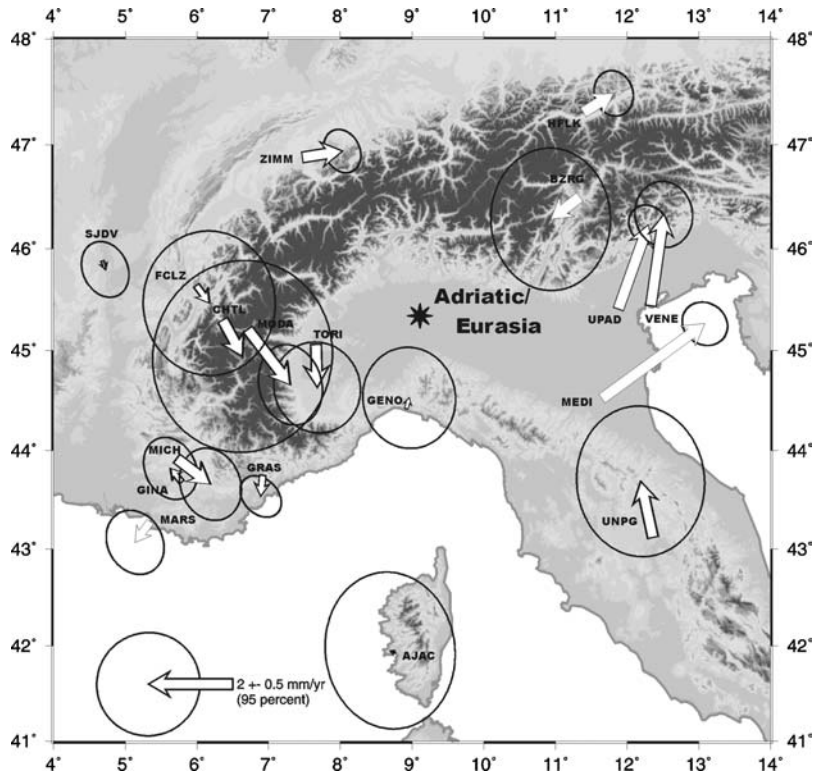 4° 5° 6° 7° 8° 9° 10° 11° 12° 13° 14°
48° 48°
HFLK
47° 47°
ZIMM
BZRG
SJDV
46° 46°
FCLZ
CHTL
Adriatic/
Eurasia
MODA
TORI
UPAD
VENE
45° 45°
GENO
MEDI
44° 44°
MICH
GRAS
GINA
MARS
UNPG
43° 43°
42° 42°
AJAC
2 +- 0.5 mm/yr
(95 percent)
41° 41°
4° 5° 6° 7° 8° 9° 10° 11° 12° 13° 14°